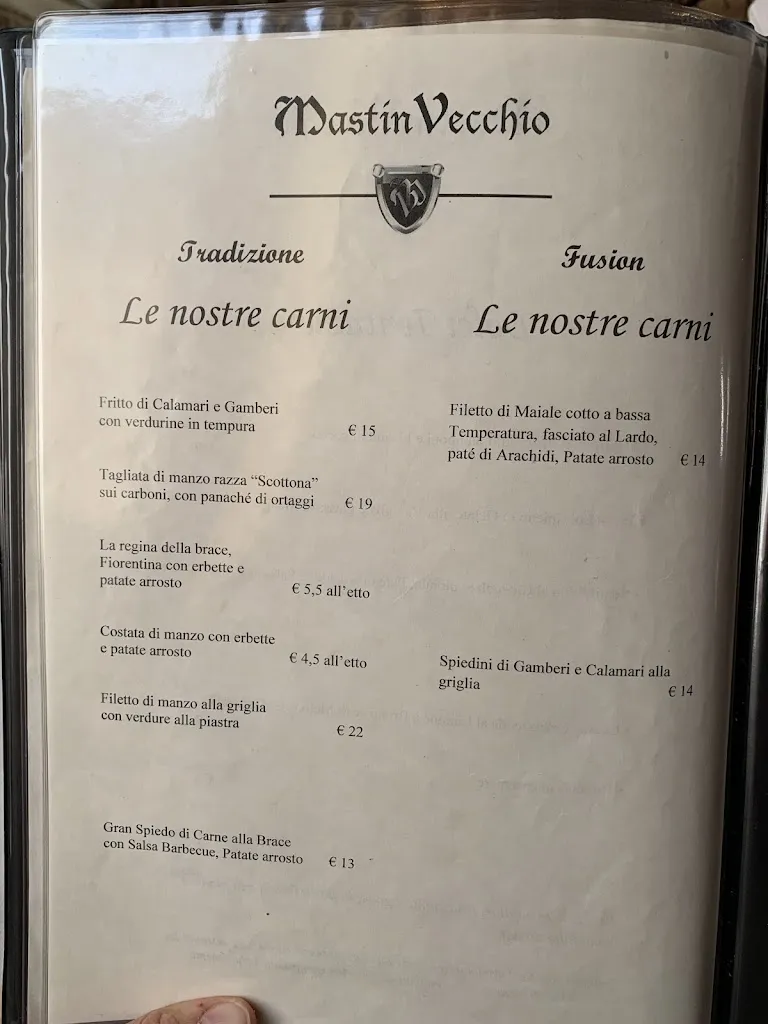 Mastin Vecchio
Tradizione
Le nostre carni
Fritto di Calamari e Gamberi
con verdurine in tempura € 15
Tagliata di manzo razza “Scottona”
sui carboni, con panaché di ortaggi € 19
La regina della brace,
Fiorentina con erbette e
patate arrosto € 5,5 all’etto
Costata di manzo con erbette
e patate arrosto € 4,5 all’etto
Filetto di manzo alla griglia
con verdure alla piastra € 22
Gran Spiedo di Carne alla Brace
con Salsa Barbecue, Patate arrosto € 13
Fusion
Le nostre carni
Filetto di Maiale cotto a bassa
Temperatura, fasciato al Lardo,
paté di Arachidi, Patate arrosto € 14
Spiedini di Gamberi e Calamari alla
griglia € 14